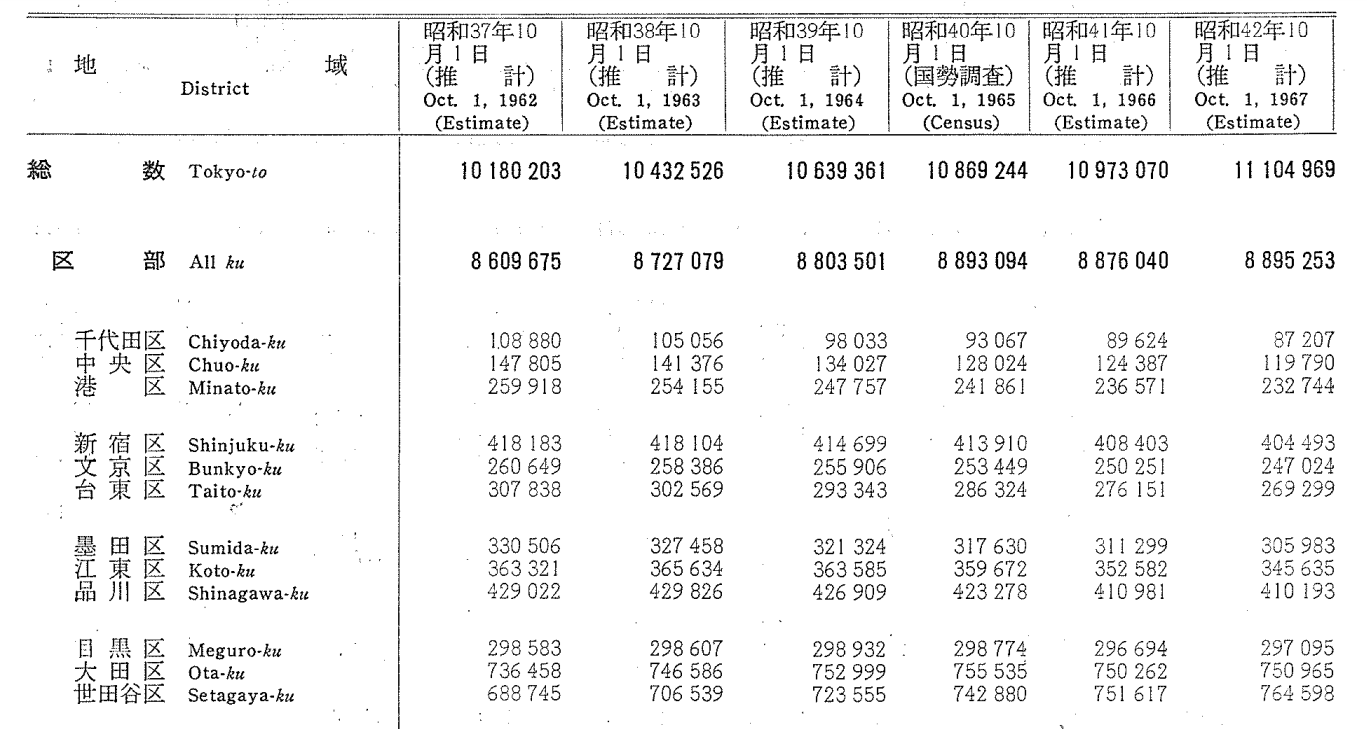 地 域 District 昭和37年10月1日(推 計) Oct. 1, 1962 (Estimate) 昭和38年10月1日(推 計) Oct. 1, 1963 (Estimate) 昭和39年10月1日(推 計) Oct. 1, 1964 (Estimate) 昭和40年10月1日(国勢調査) Oct. 1, 1965 (Census) 昭和41年10月1日(推 計) Oct. 1, 1966 (Estimate) 昭和42年10月1日(推 計) Oct. 1, 1967 (Estimate)
総 数 Tokyo-to 10 180 203 10 432 526 10 639 361 10 869 244 10 973 070 11 104 969
区 部 All ku 8 609 675 8 727 079 8 803 501 8 893 094 8 876 040 8 895 253
千代田区 Chiyoda-ku 108 880 105 056 98 033 93 067 89 624 87 207
中央区 Chuo-ku 147 805 141 376 134 027 128 024 124 387 119 790
港 区 Minato-ku 259 918 254 155 247 757 241 861 236 571 232 744
新宿区 Shinjuku-ku 418 183 418 104 414 699 413 910 408 403 404 493
文京区 Bunkyo-ku 260 649 258 386 255 906 253 449 250 251 247 024
台東区 Taito-ku 307 838 302 569 293 343 286 324 276 151 269 299
墨田区 Sumida-ku 330 506 327 458 321 324 317 630 311 299 305 983
江東区 Koto-ku 363 321 365 634 363 585 359 672 352 582 345 635
品川区 Shinagawa-ku 429 022 429 826 426 909 423 278 410 981 410 193
目黒区 Meguro-ku 298 583 298 607 298 932 298 774 296 694 297 095
大田区 Ota-ku 736 458 746 586 752 999 755 535 750 262 750 965
世田谷区 Setagaya-ku 688 745 706 539 723 555 742 880 751 617 764 598